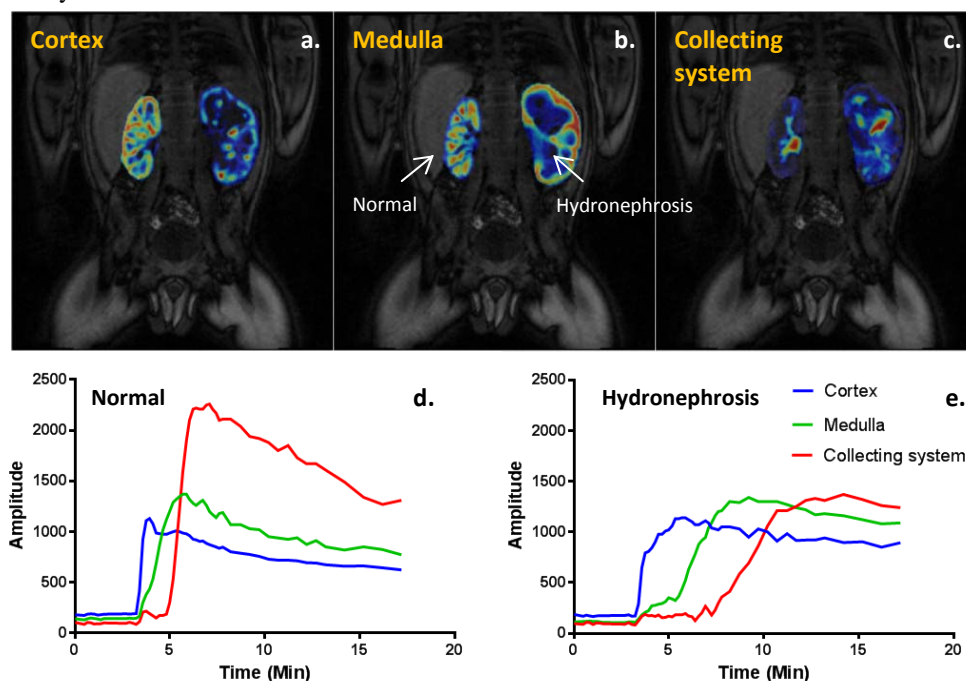 Cortex
a.
Medulla
b.
Collecting
system
c.
Normal
Hydronephrosis
Normal
d.
2500
2000
1500
1000
500
0
Amplitude
0
5
10
15
20
Time (Min)
Hydronephrosis
e.
Cortex
Medulla
Collecting system
2500
2000
1500
1000
500
0
Amplitude
0
5
10
15
20
Time (Min)